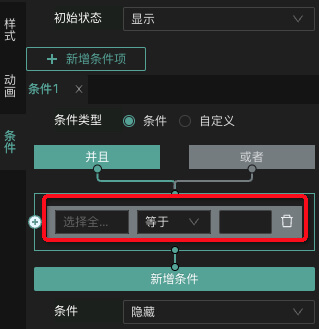 初始状态
显示
样式
+ 新增条件项
动画
条件1 x
条件类型
条件
自定义
条件
并且
或者
选择全...
等于
新增条件
条件
隐藏